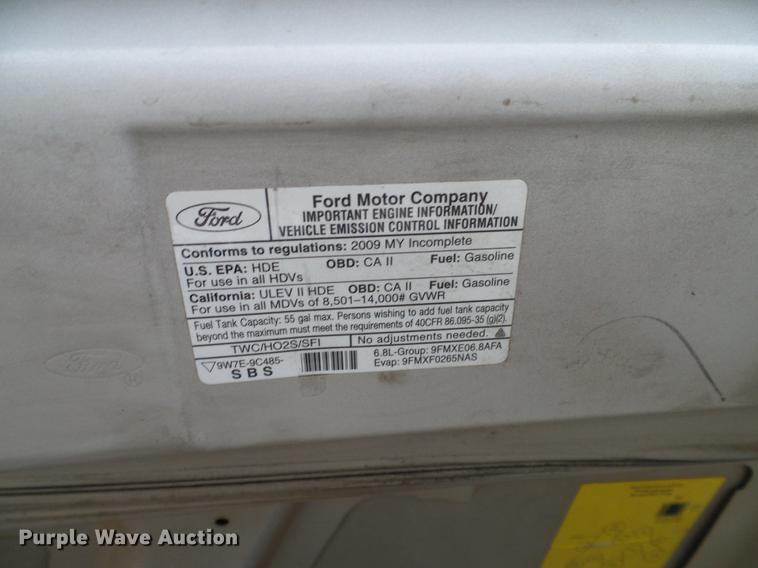 Ford
Ford Motor Company
IMPORTANT ENGINE INFORMATION/
VEHICLE EMISSION CONTROL INFORMATION
Conforms to regulations: 2009 MY Incomplete
U.S. EPA: HDE OBD: CA II Fuel: Gasoline
For use in all HDVs
California: ULEV II HDE OBD: CA II Fuel: Gasoline
For use in all MDVs of 8,501–14,000# GVWR
Fuel Tank Capacity: 55 gal max. Persons wishing to add fuel tank capacity
beyond the maximum must meet the requirements of 40CFR 86.095-35 (g)(2).
TWC/HO2S/SFI No adjustments needed.
9W7E-9C485- 6.8L-Group: 9FMXE06.8AFA
SBS Evap: 9FMXF0265NAS
Ford ®
Purple Wave Auction